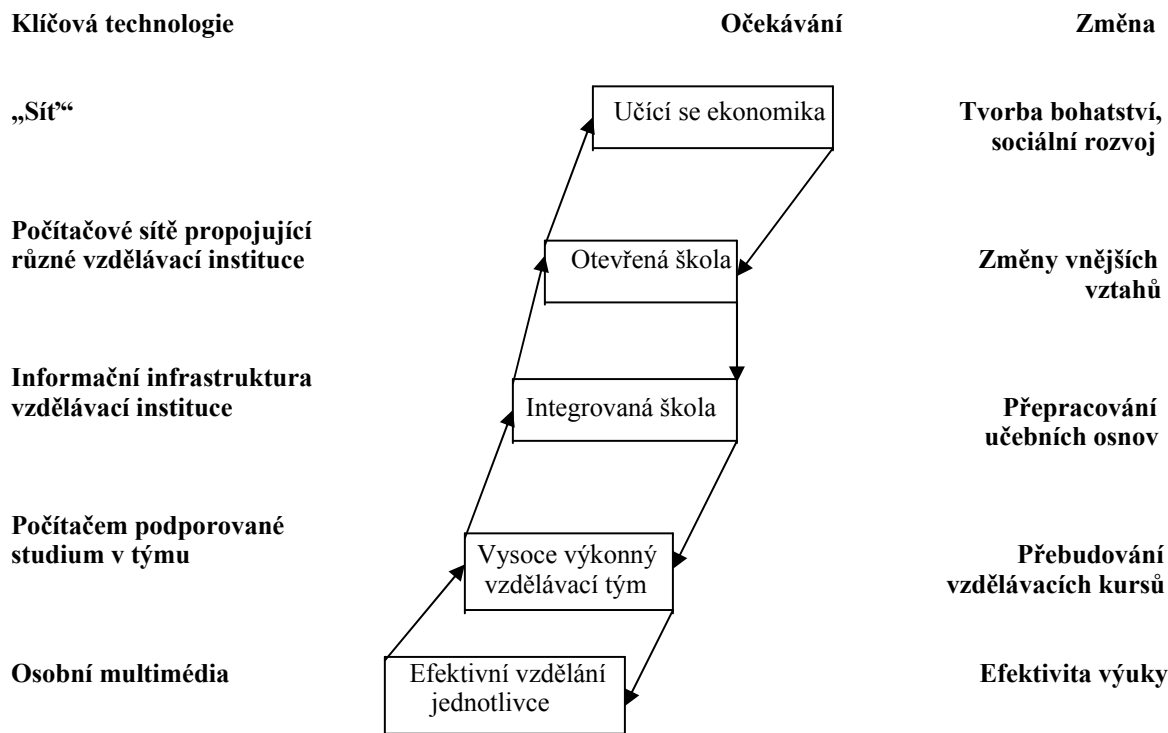 Klíčová technologie Očekávání Změna
„Síť“ Učící se ekonomika Tvorba bohatství,
sociální rozvoj
Počítačové sítě propojující
různé vzdělávací instituce Otevřená škola Změny vnějších
vztahů
Informační infrastruktura
vzdělávací instituce Integrovaná škola Přepracování
učebních osnov
Počítačem podporované
studium v týmu Vysoce výkonný Přebudování
vzdělávací tým vzdělávacích kursů
Osobní multimédia Efektivní vzdělání Efektivita výuky
jednotlivce